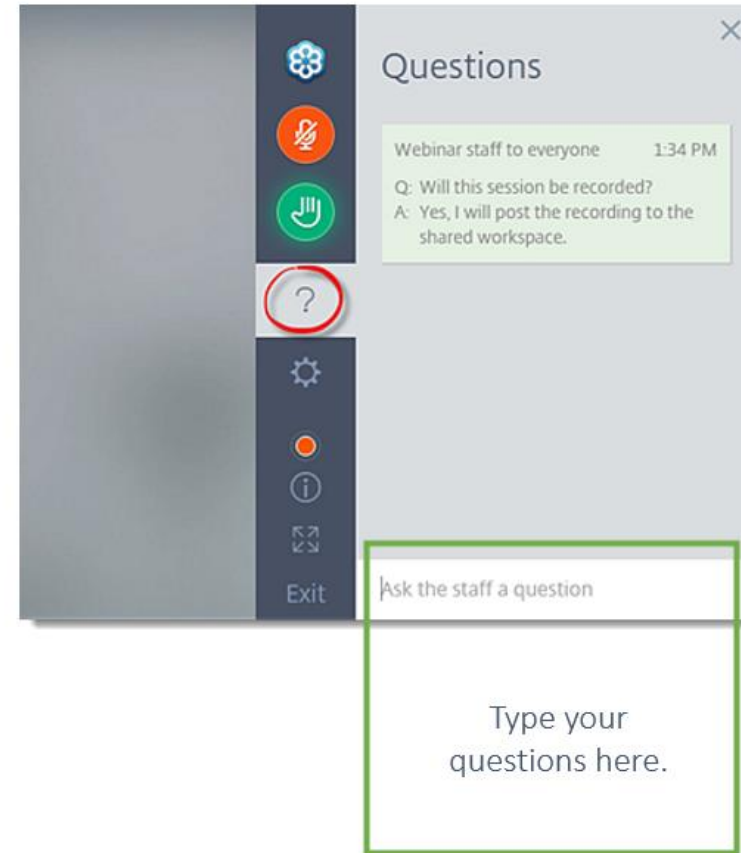 Questions
Webinar staff to everyone 1:34 PM
Q: Will this session be recorded?
A: Yes, I will post the recording to the
shared workspace.
?
Exit
Ask the staff a question
Type your
questions here.